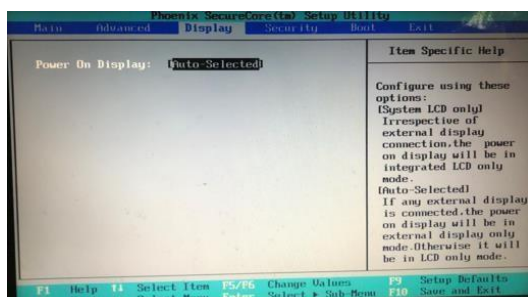 Phoenix SecureCore(tm) Setup Utility
Main Advanced Display Security Boot Exit
Item Specific Help
Power On Display: [Auto-Selected]
Configure using these
options:
[System LCD only]
Irrespective of
external display
connection,the power
on display will be in
integrated LCD only
mode.
[Auto-Selected]
If any external display
is connected,the power
on display will be in
external display only
mode.Otherwise it will
be in LCD only mode.
F1 Help ↑↓ Select Item F5/F6 Change Values F9 Setup Defaults
Select Menu Enter Select ▶ Sub-Menu F10 Save and Exit